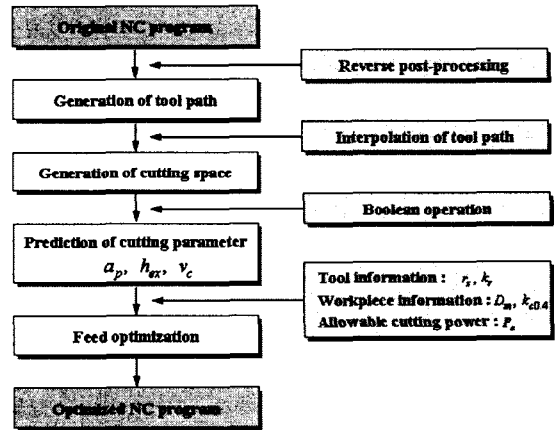 Original NC program
Reverse post-processing
Generation of tool path
Interpolation of tool path
Generation of cutting space
Boolean operation
Prediction of cutting parameter
a_p, h_ex, v_c
Tool information : r_ε, k_r
Workpiece information : D_m, k_c0.4
Allowable cutting power : P_a
Feed optimization
Optimized NC program